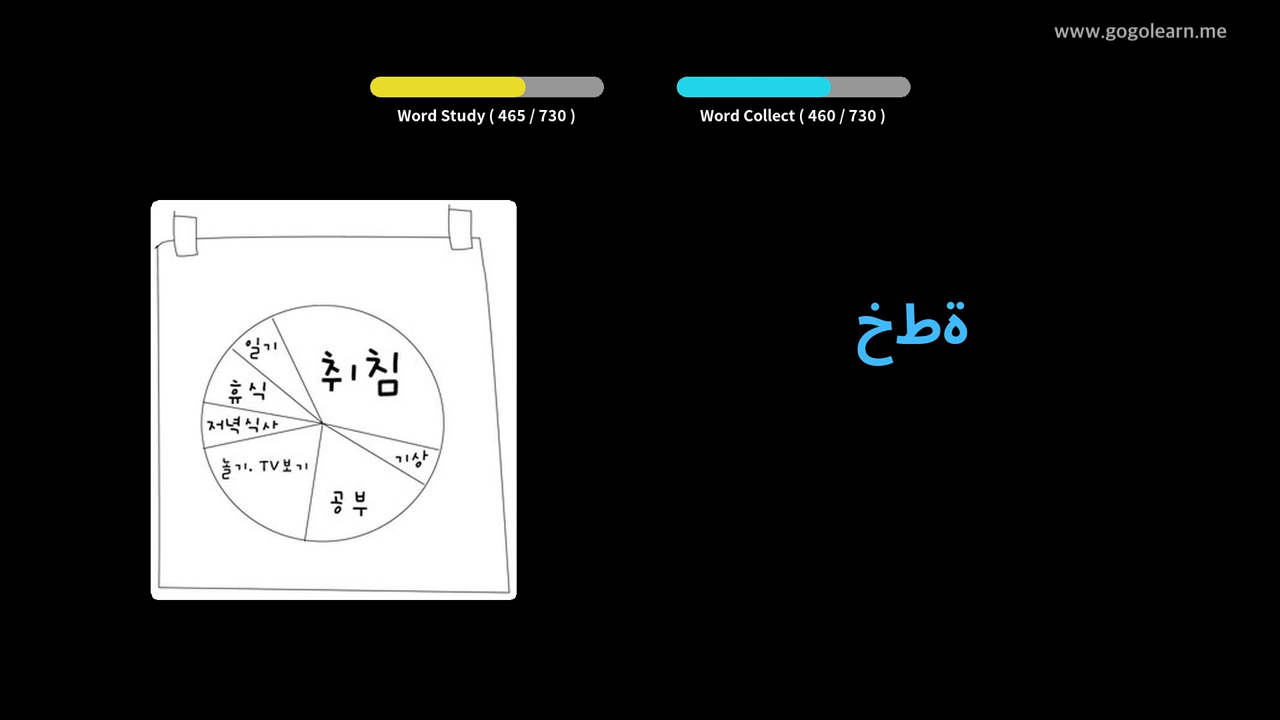 www.gogolearn.me
Word Study ( 465 / 730 )
Word Collect ( 460 / 730 )
일기
취침
휴식
저녁식사
놀기. TV보기
기상
공부
ةطخ